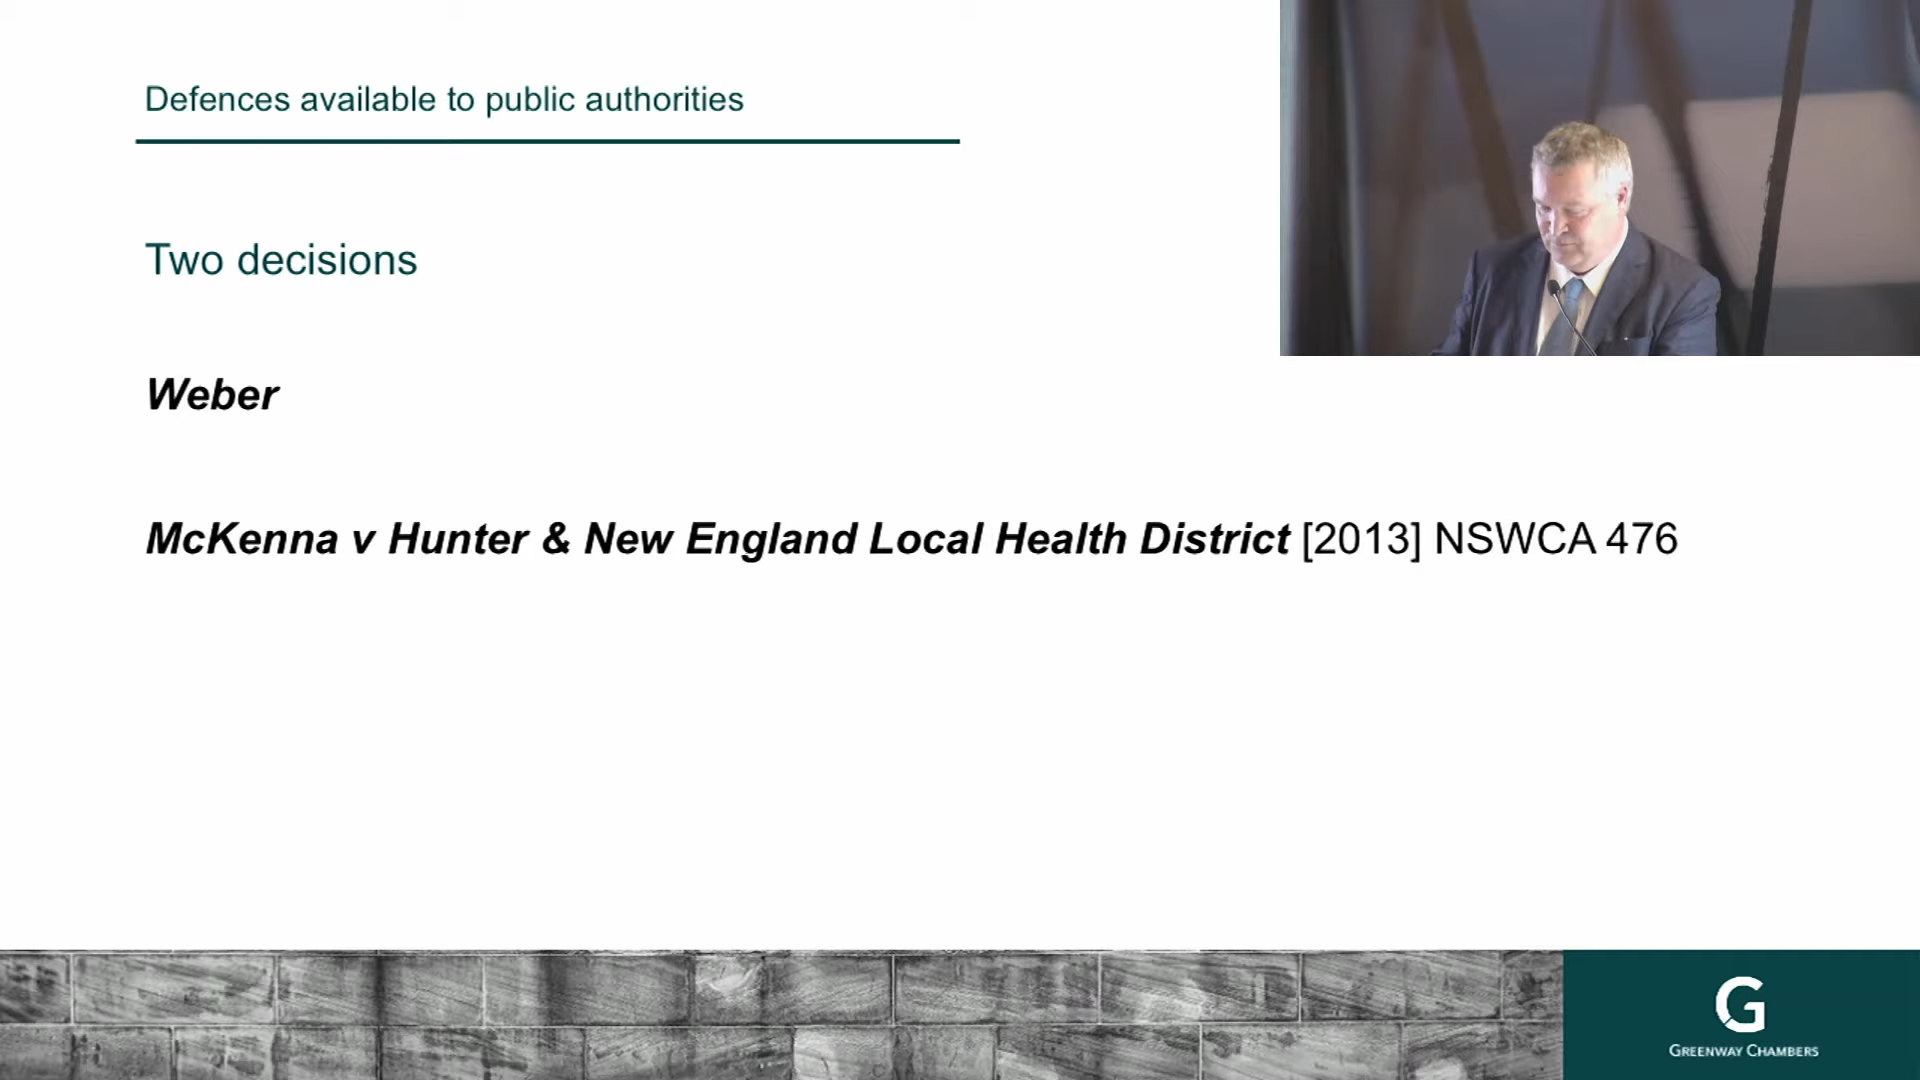 Defences available to public authorities
Two decisions
Weber
McKenna v Hunter & New England Local Health District [2013] NSWCA 476
G
GREENWAY CHAMBERS